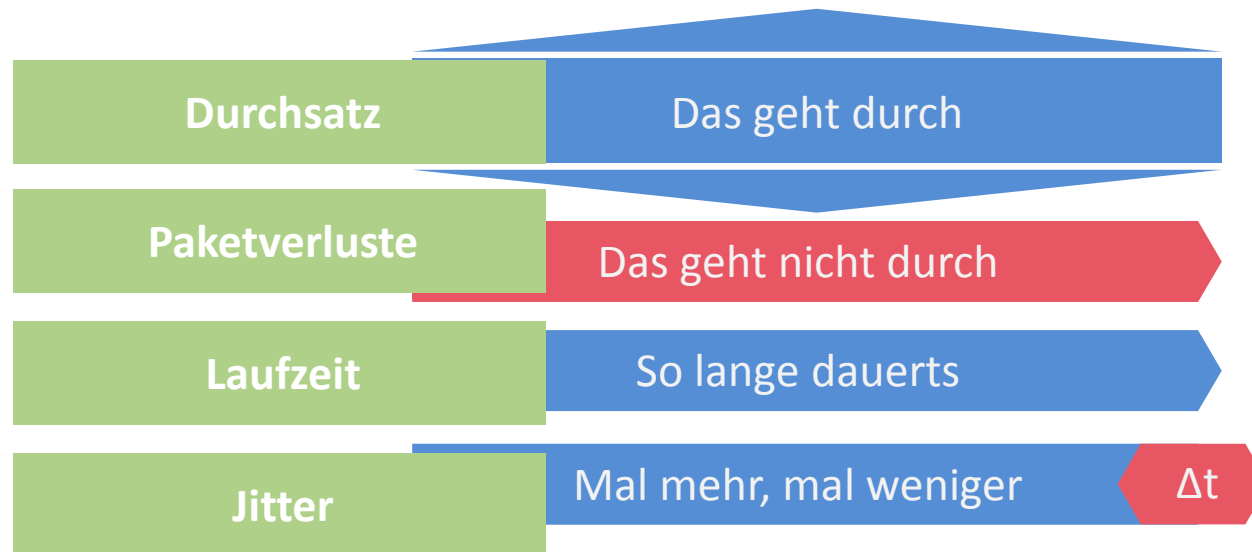 Durchsatz
Das geht durch
Paketverluste
Das geht nicht durch
Laufzeit
So lange dauerts
Jitter
Mal mehr, mal weniger
Δt